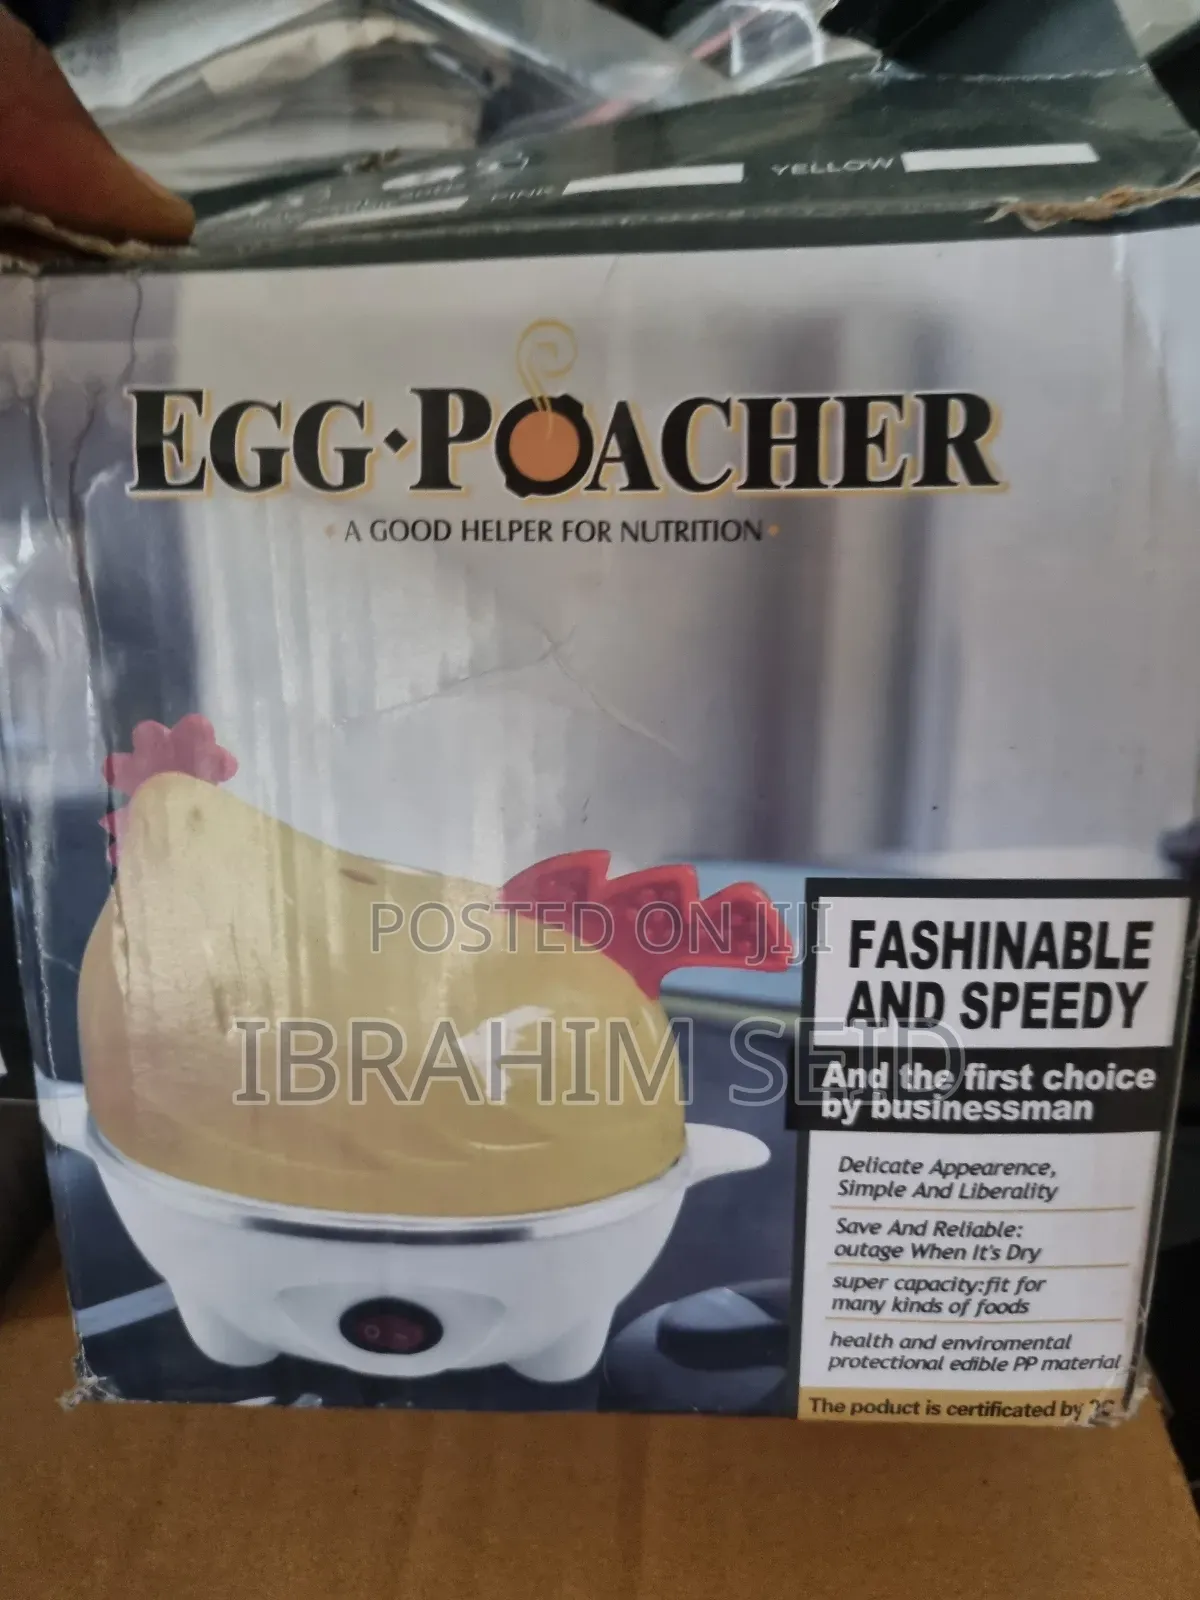 PINK
YELLOW
EGG·POACHER
• A GOOD HELPER FOR NUTRITION •
POSTED ON JIJI
IBRAHIM SEID
FASHINABLE
AND SPEEDY
And the first choice
by businessman
Delicate Appearence,
Simple And Liberality
Save And Reliable:
outage When It's Dry
super capacity:fit for
many kinds of foods
health and enviromental
protectional edible PP material
The poduct is certificated by